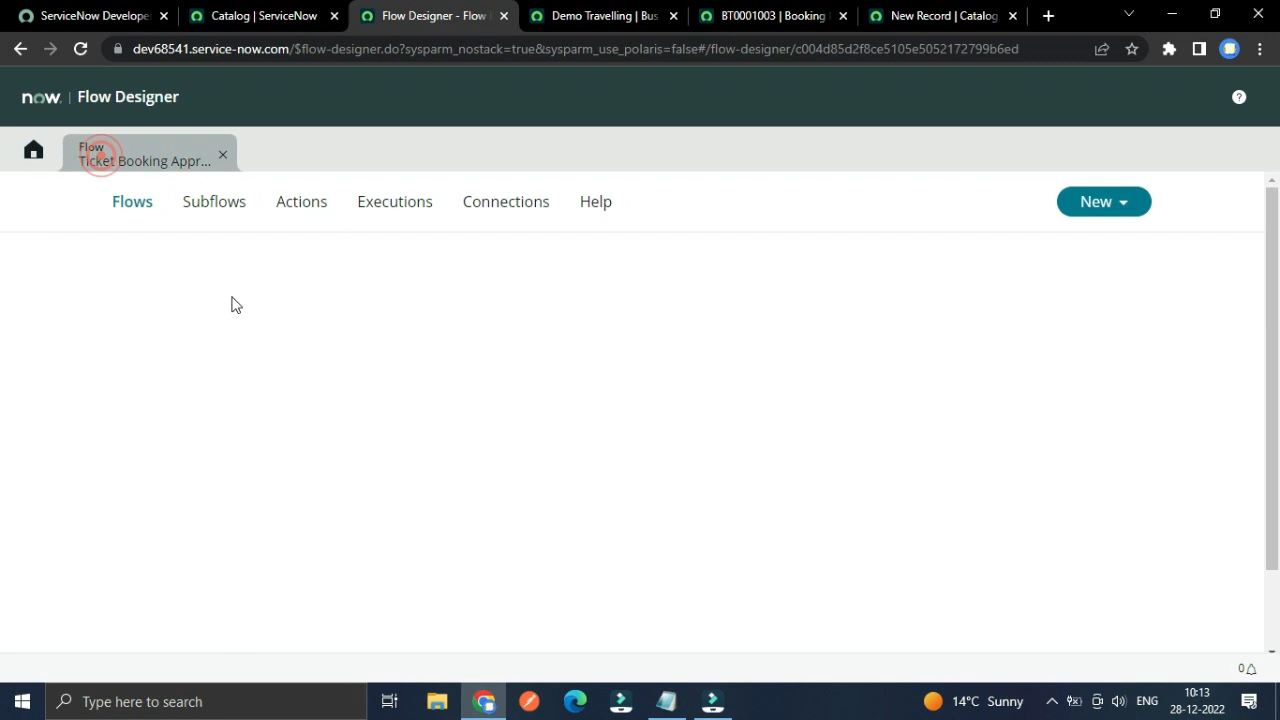 ServiceNow Develope
Catalog | ServiceNow
Flow Designer - Flow
Demo Travelling | Bus
BT0001003 | Booking
New Record | Catalog
dev68541.service-now.com/$flow-designer.do?sysparm_nostack=true&sysparm_use_polaris=false#/flow-designer/c004d85d2f8ce5105e5052172799b6ed
now. | Flow Designer
Flow
Ticket Booking Appr...
Flows Subflows Actions Executions Connections Help New
0
Type here to search
14°C Sunny
ENG
10:13
28-12-2022